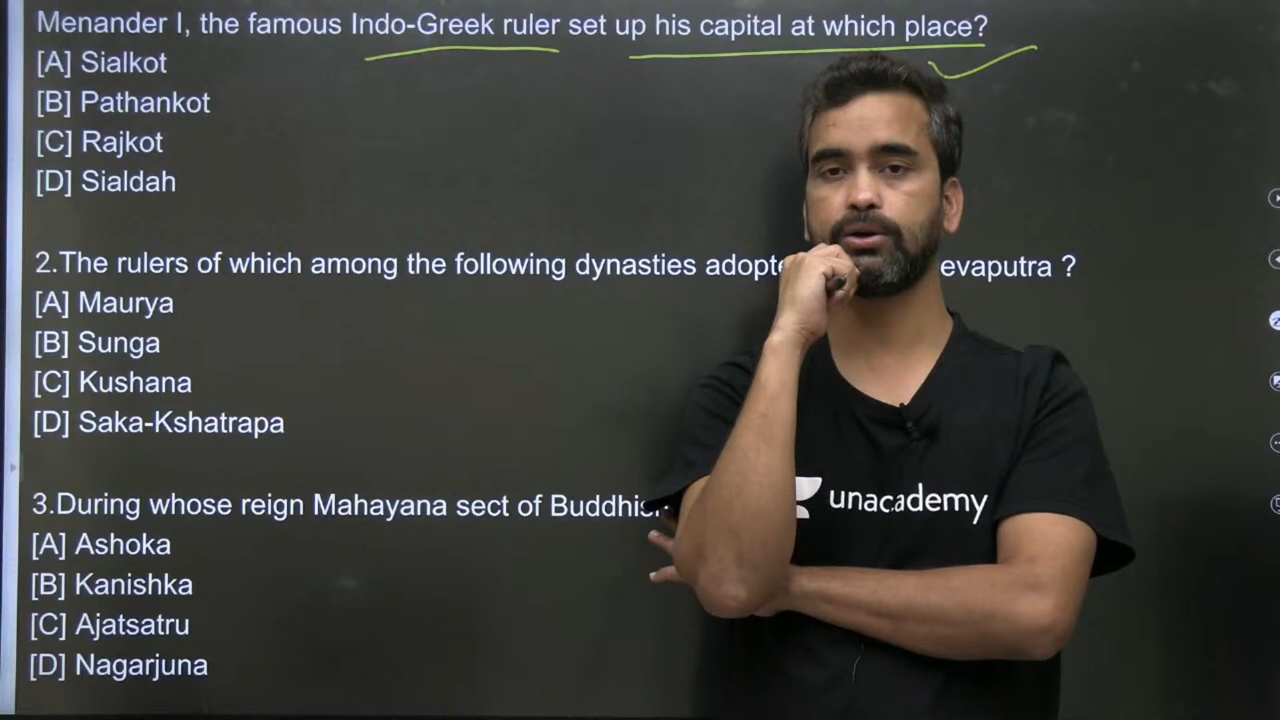 Menander I, the famous Indo-Greek ruler set up his capital at which place?
[A] Sialkot
[B] Pathankot
[C] Rajkot
[D] Sialdah
2.The rulers of which among the following dynasties evaputra ?
[A] Maurya
[B] Sunga
[C] Kushana
[D] Saka-Kshatrapa
3.During whose reign Mahayana sect of
[A] Ashoka
[B] Kanishka
[C] Ajatsatru
[D] Nagarjuna
unacademy